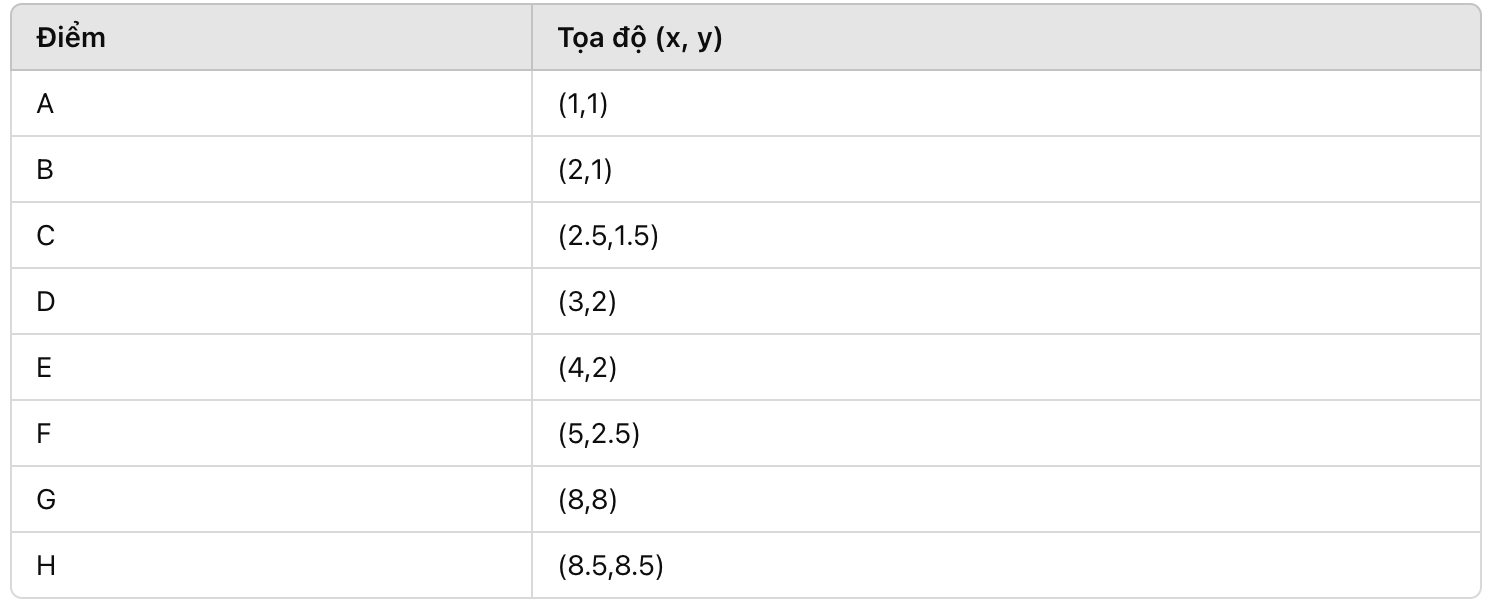 Điểm Tọa độ (x, y)
A (1,1)
B (2,1)
C (2.5,1.5)
D (3,2)
E (4,2)
F (5,2.5)
G (8,8)
H (8.5,8.5)